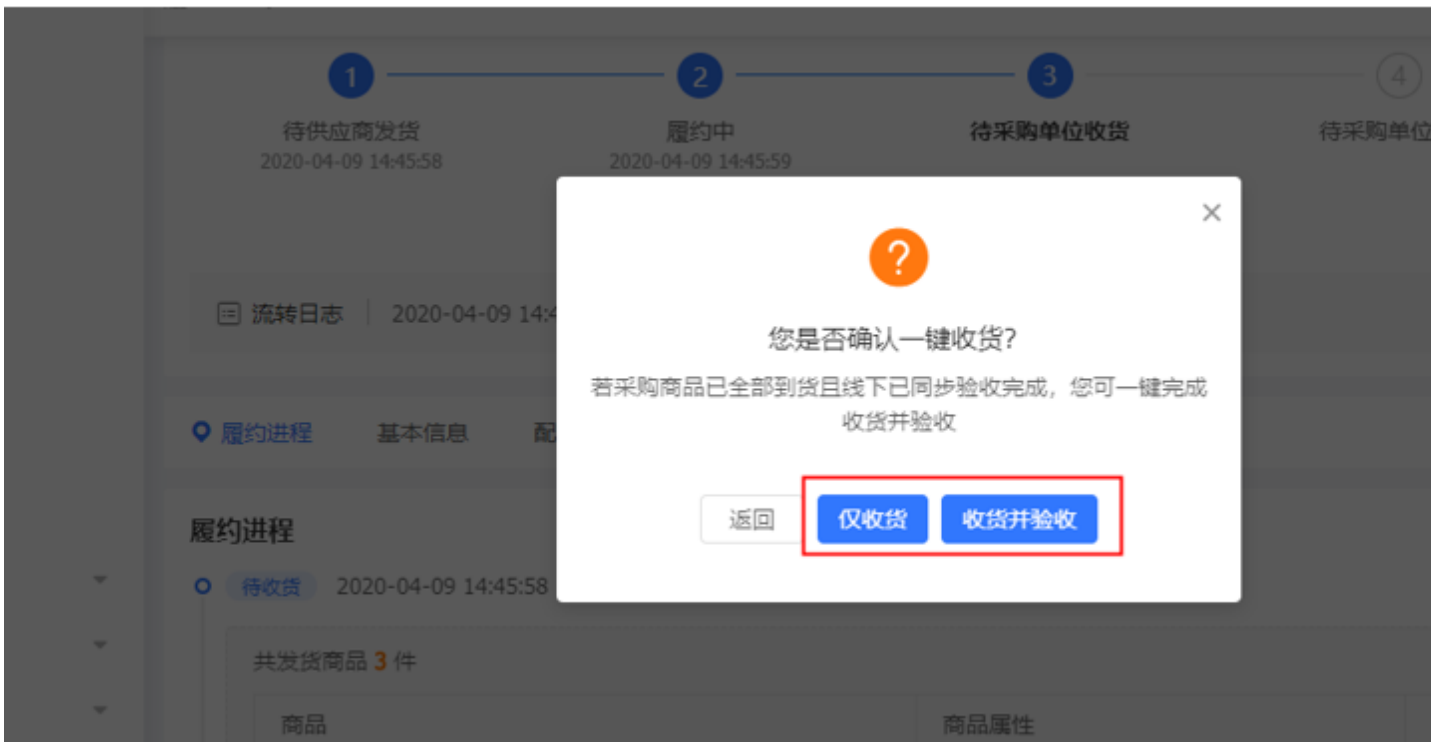 1
2
3
4
待供应商发货
履约中
待采购单位收货
待采购单位
2020-04-09 14:45:58
2020-04-09 14:45:59
?
流转日志
2020-04-09 14:4
您是否确认一键收货?
若采购商品已全部到货且线下已同步验收完成，您可一键完成
收货并验收
履约进程
基本信息
配
返回
仅收货
收货并验收
履约进程
待收货
2020-04-09 14:45:58
共发货商品 3 件
商品
商品属性